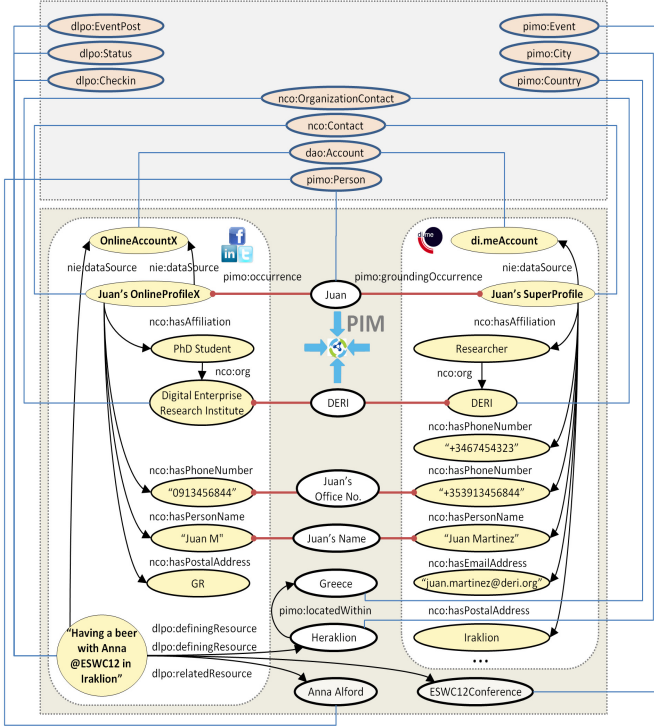 dlpo:EventPost
pimo:Event
dlpo:Status
pimo:City
dlpo:Checkin
pimo:Country
nco:OrganizationContact
nco:Contact
dao:Account
pimo:Person
OnlineAccountX
f
in t
di.me
di.meAccount
nie:dataSource
nie:dataSource
pimo:occurrence
pimo:groundingOccurrence
nie:dataSource
Juan's OnlineProfileX
Juan
Juan's SuperProfile
nco:hasAffiliation
PIM
nco:hasAffiliation
PhD Student
Researcher
nco:org
nco:org
Digital Enterprise
Research Institute
DERI
DERI
nco:hasPhoneNumber
"+3467454323"
nco:hasPhoneNumber
Juan's
Office No.
nco:hasPhoneNumber
"0913456844"
"+353913456844"
nco:hasPersonName
nco:hasPersonName
"Juan M"
Juan's Name
"Juan Martinez"
nco:hasPostalAddress
nco:hasEmailAddress
GR
Greece
"juan.martinez@deri.org"
pimo:locatedWithin
nco:hasPostalAddress
"Having a beer
with Anna
@ESWC12 in
Iraklion"
dlpo:definingResource
dlpo:definingResource
dlpo:relatedResource
Heraklion
Iraklion
...
Anna Alford
ESWC12Conference